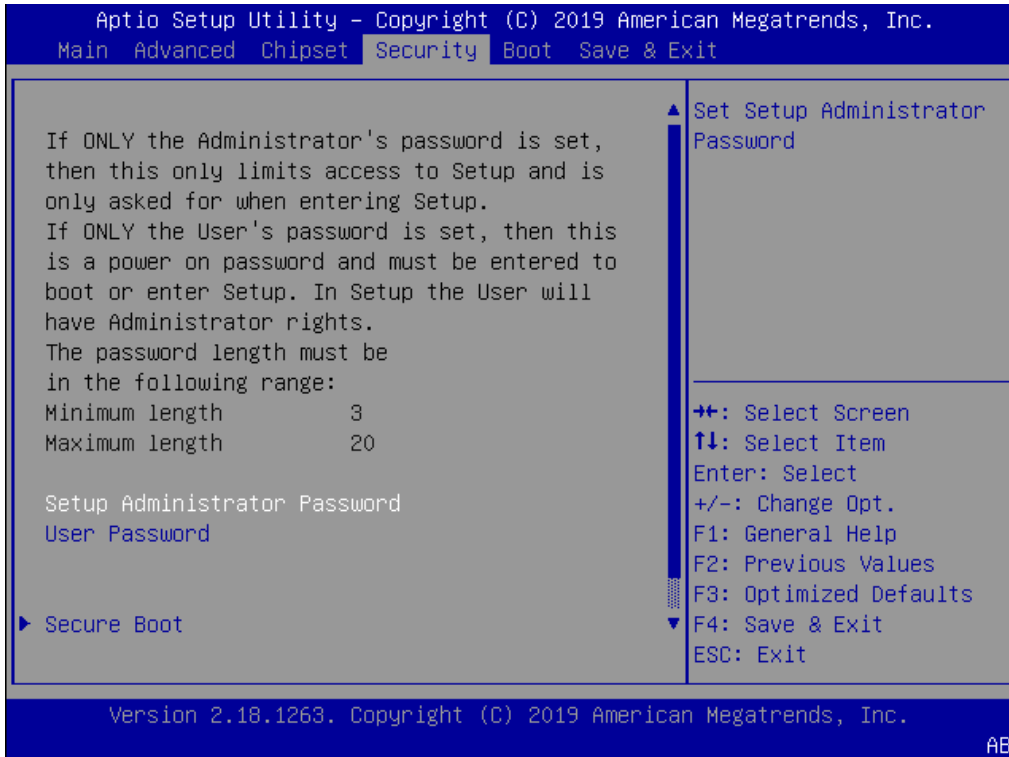 Aptio Setup Utility – Copyright (C) 2019 American Megatrends, Inc.
Main Advanced Chipset Security Boot Save & Exit
If ONLY the Administrator's password is set,
then this only limits access to Setup and is
only asked for when entering Setup.
If ONLY the User's password is set, then this
is a power on password and must be entered to
boot or enter Setup. In Setup the User will
have Administrator rights.
The password length must be
in the following range:
Minimum length 3
Maximum length 20
Setup Administrator Password
User Password
Secure Boot
Set Setup Administrator
Password
→←: Select Screen
↑↓: Select Item
Enter: Select
+/-: Change Opt.
F1: General Help
F2: Previous Values
F3: Optimized Defaults
F4: Save & Exit
ESC: Exit
Version 2.18.1263. Copyright (C) 2019 American Megatrends, Inc.
AB